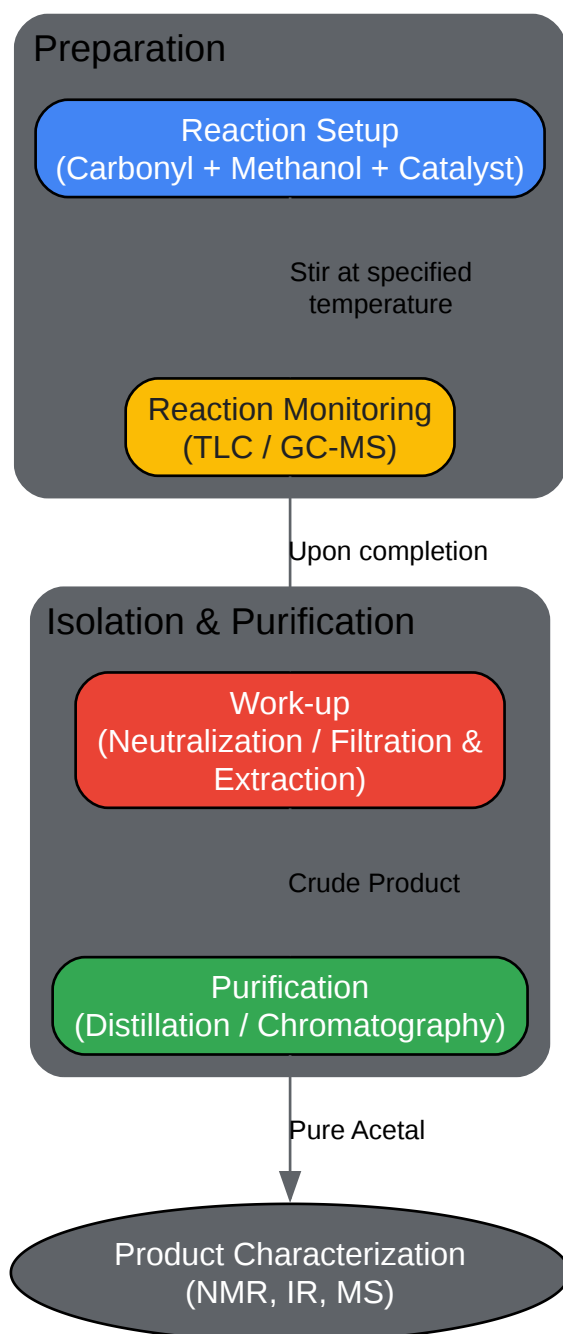 Preparation
Reaction Setup
(Carbonyl + Methanol + Catalyst)
Stir at specified
temperature
Reaction Monitoring
(TLC / GC-MS)
Upon completion
Isolation & Purification
Work-up
(Neutralization / Filtration &
Extraction)
Crude Product
Purification
(Distillation / Chromatography)
Pure Acetal
Product Characterization
(NMR, IR, MS)